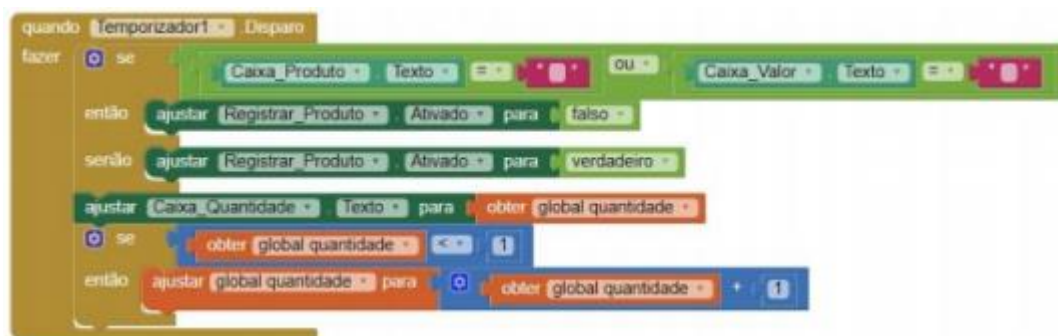 quando Temporizador1 .Disparo
fazer se Caixa_Produto . Texto = " " ou Caixa_Valor . Texto = " "
então ajustar Registrar_Produto . Ativado para falso
senão ajustar Registrar_Produto . Ativado para verdadeiro
ajustar Caixa_Quantidade . Texto para obter global quantidade
se obter global quantidade < 1
então ajustar global quantidade para obter global quantidade + 1